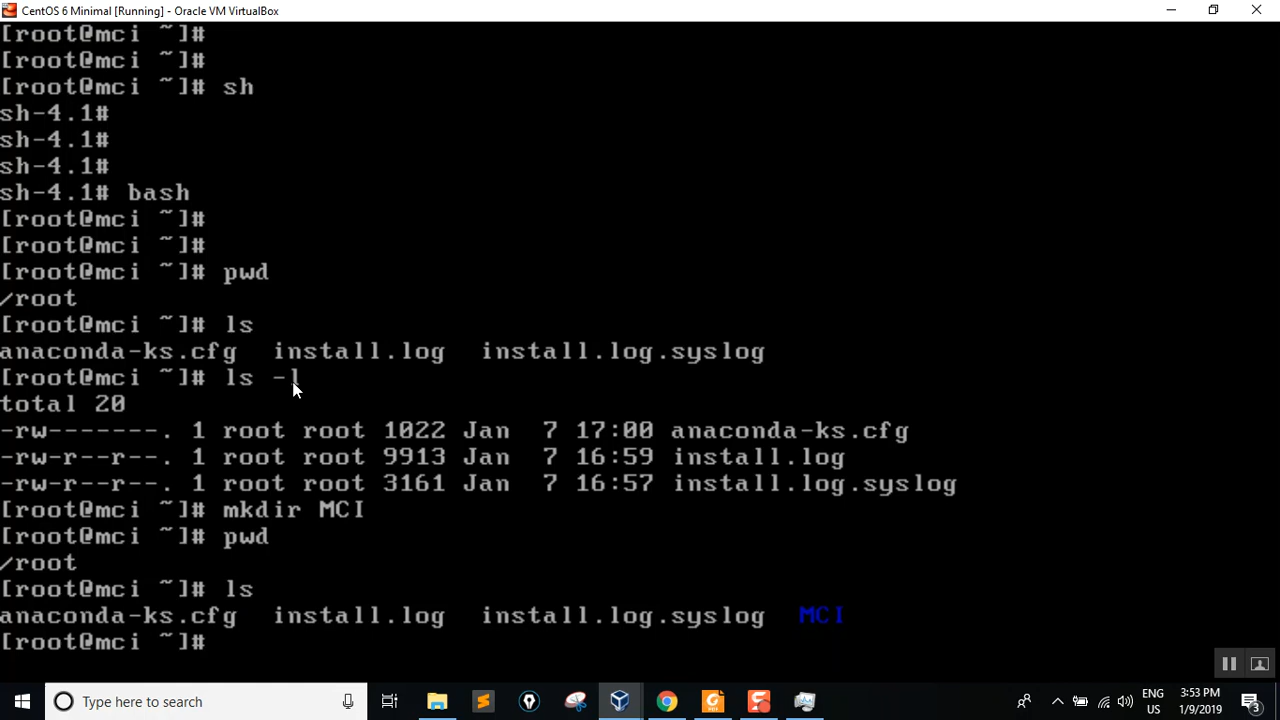 CentOS 6 Minimal [Running] - Oracle VM VirtualBox
[root@mci ~]#
[root@mci ~]#
[root@mci ~]# sh
sh-4.1#
sh-4.1#
sh-4.1#
sh-4.1# bash
[root@mci ~]#
[root@mci ~]#
[root@mci ~]# pwd
/root
[root@mci ~]# ls
anaconda-ks.cfg  install.log  install.log.syslog
[root@mci ~]# ls -l
total 20
-rw-------. 1 root root 1022 Jan  7 17:00 anaconda-ks.cfg
-rw-r--r--. 1 root root 9913 Jan  7 16:59 install.log
-rw-r--r--. 1 root root 3161 Jan  7 16:57 install.log.syslog
[root@mci ~]# mkdir MCI
[root@mci ~]# pwd
/root
[root@mci ~]# ls
anaconda-ks.cfg  install.log  install.log.syslog  MCI
[root@mci ~]#
Type here to search
ENG
US
3:53 PM
1/9/2019
3